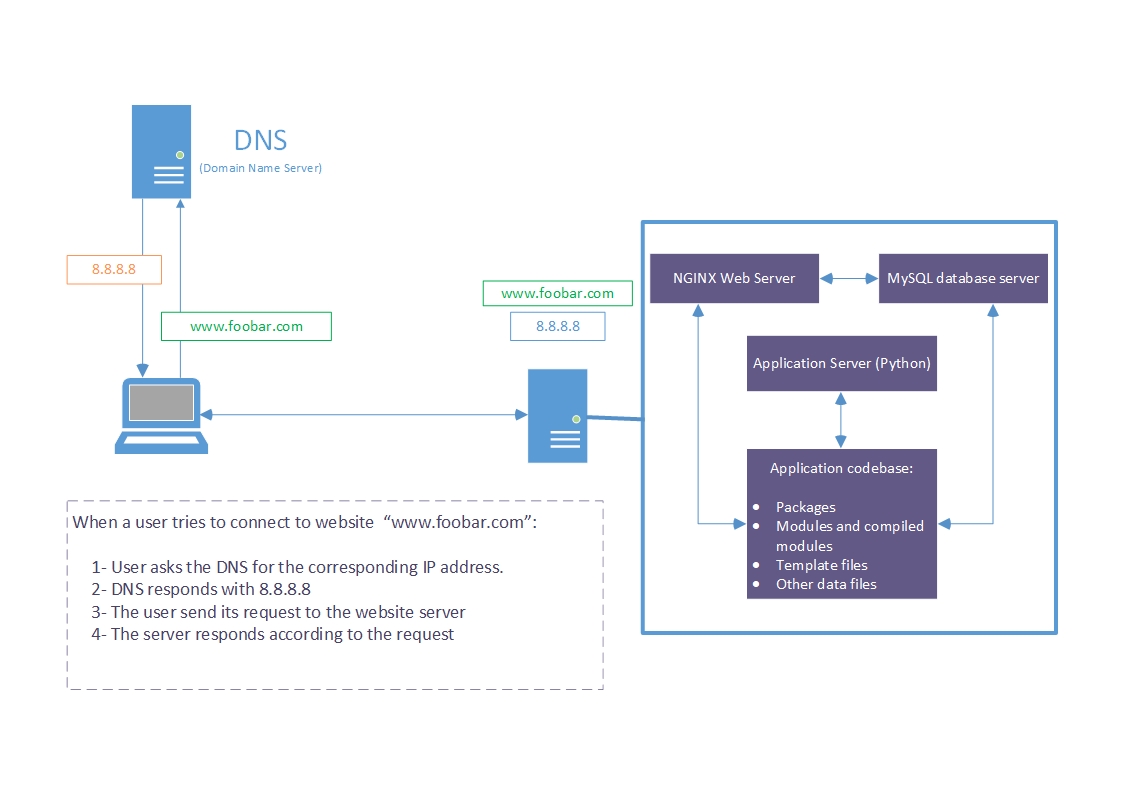 DNS
(Domain Name Server)
8.8.8.8
www.foobar.com
www.foobar.com
8.8.8.8
NGINX Web Server
MySQL database server
Application Server (Python)
Application codebase:
• Packages
• Modules and compiled
modules
• Template files
• Other data files
When a user tries to connect to website “www.foobar.com”:
1- User asks the DNS for the corresponding IP address.
2- DNS responds with 8.8.8.8
3- The user send its request to the website server
4- The server responds according to the request